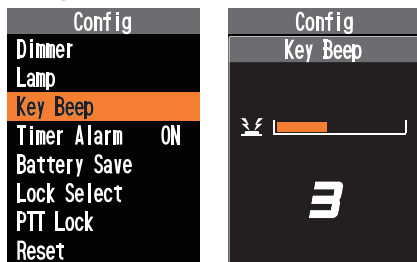 Config
Dimmer
Lamp
Key Beep
Timer Alarm ON
Battery Save
Lock Select
PTT Lock
Reset
Config
Key Beep
3